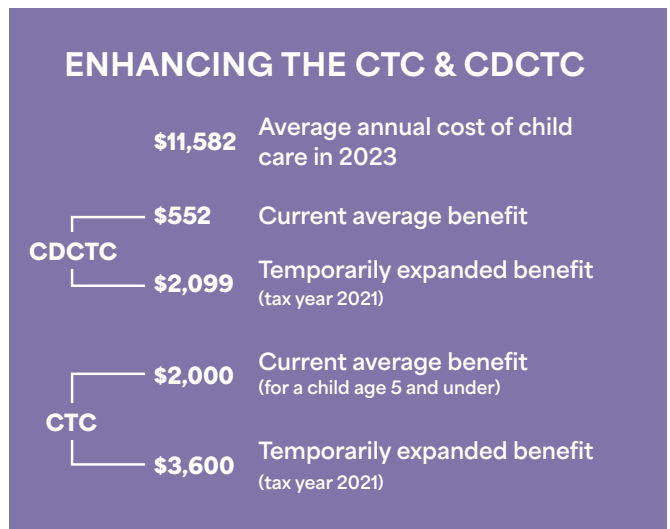 ENHANCING THE CTC & CDCTC
$11,582 Average annual cost of child
care in 2023
$552 Current average benefit
CDCTC
$2,099 Temporarily expanded benefit
(tax year 2021)
$2,000 Current average benefit
(for a child age 5 and under)
CTC
$3,600 Temporarily expanded benefit
(tax year 2021)